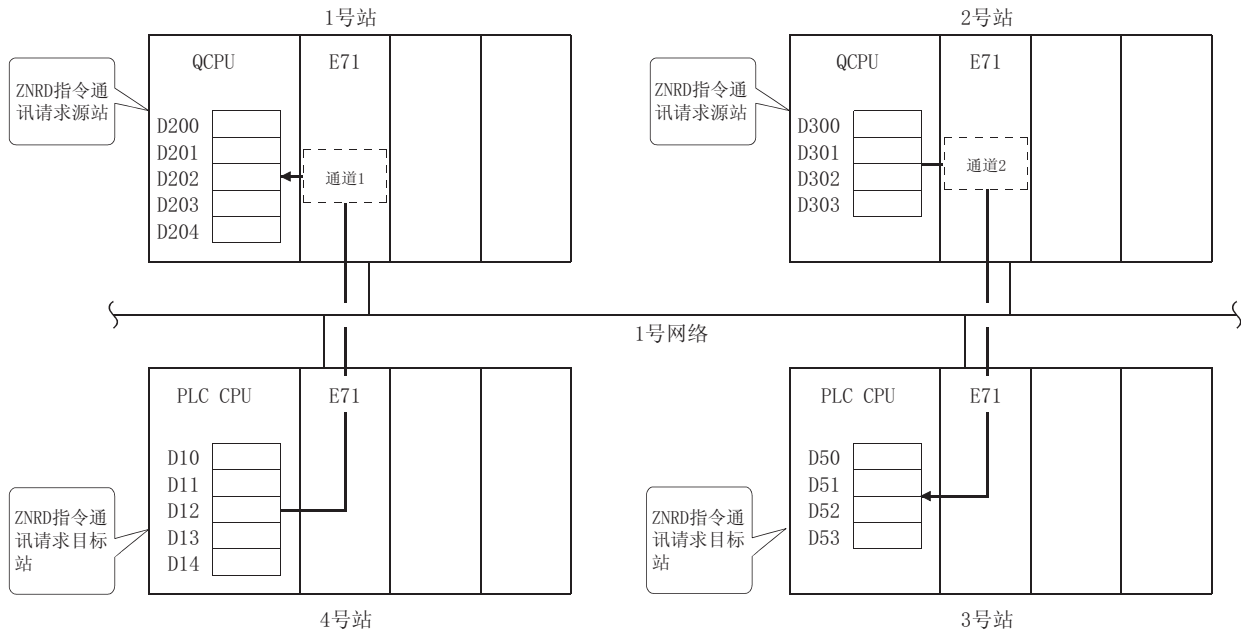 1号站
QCPU
E71
ZNRD指令通
讯请求源站
D200
D201
D202
D203
D204
通道1
2号站
QCPU
E71
ZNRD指令通
讯请求源站
D300
D301
D302
D303
通道2
1号网络
PLC CPU
E71
D10
D11
D12
D13
D14
ZNRD指令通
讯请求目标
站
4号站
PLC CPU
E71
D50
D51
D52
D53
ZNRD指令通
讯请求目标
站
3号站